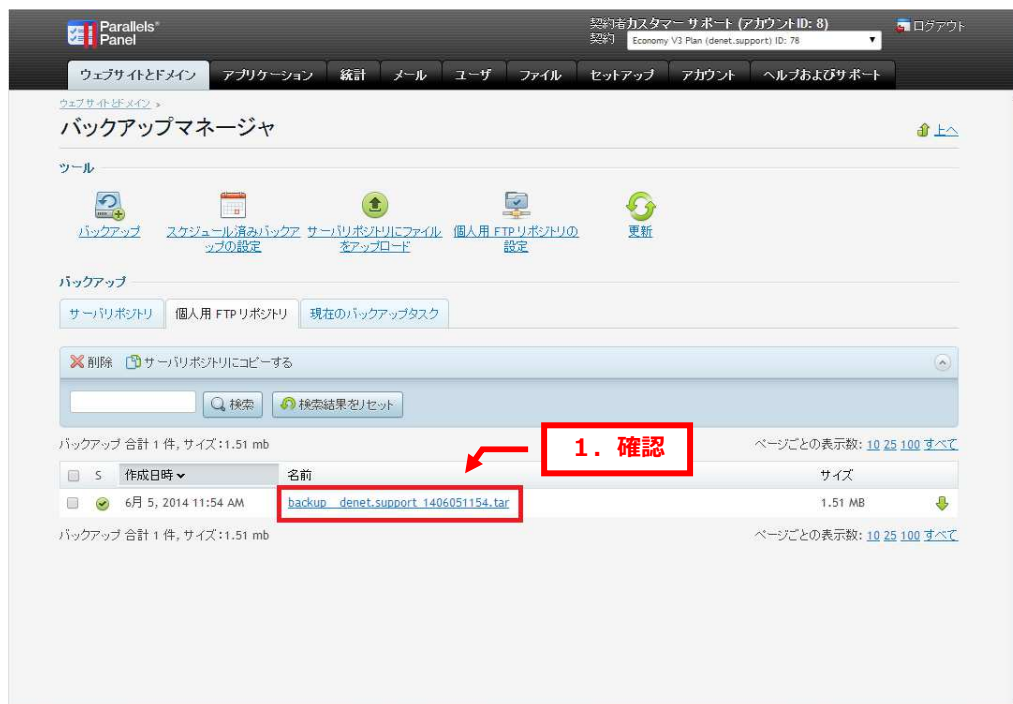 Parallels®
Panel
契約者カスタマー サポート (アカウントID: 8)
契約 Economy V3 Plan (denet.support) ID: 78
ログアウト
ウェブサイトとドメイン アプリケーション 統計 メール ユーザ ファイル セットアップ アカウント ヘルプおよびサポート
ウェブサイトとドメイン >
バックアップマネージャ
上へ
ツール
バックアップ
スケジュール済みバックアップの設定
サーバリポジトリにファイルをアップロード
個人用 FTP リポジトリの設定
更新
バックアップ
サーバリポジトリ 個人用 FTP リポジトリ 現在のバックアップタスク
削除 サーバリポジトリにコピーする
検索 検索結果をリセット
バックアップ 合計 1 件, サイズ:1.51 mb
1. 確認
ページごとの表示数: 10 25 100 すべて
S 作成日時 名前 サイズ
6月 5, 2014 11:54 AM backup__denet.support_1406051154.tar 1.51 MB
バックアップ 合計 1 件, サイズ:1.51 mb ページごとの表示数: 10 25 100 すべて